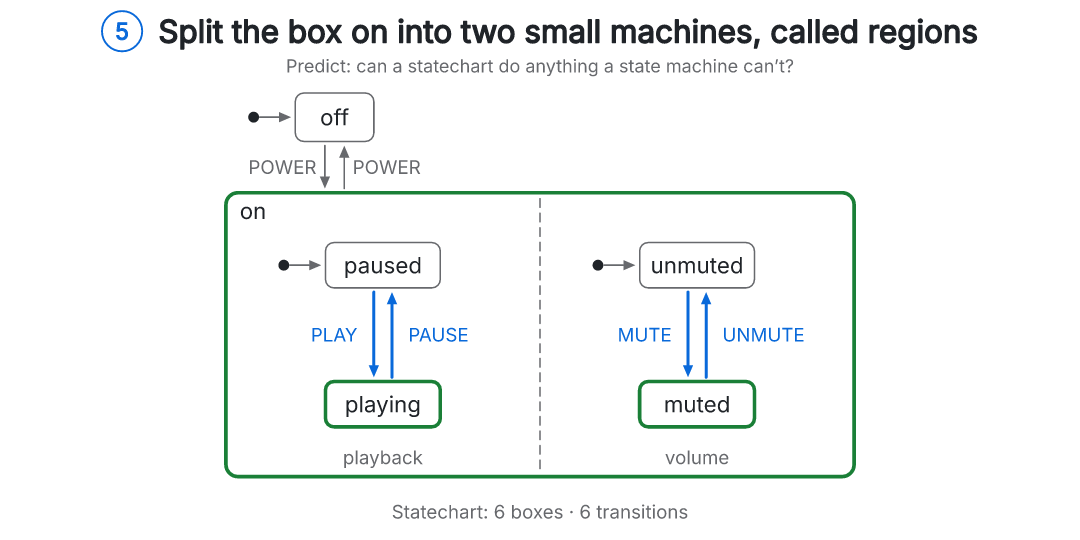 5 Split the box on into two small machines, called regions
Predict: can a statechart do anything a state machine can’t?
off
POWER POWER
on
paused unmuted
PLAY PAUSE MUTE UNMUTE
playing muted
playback volume
Statechart: 6 boxes · 6 transitions